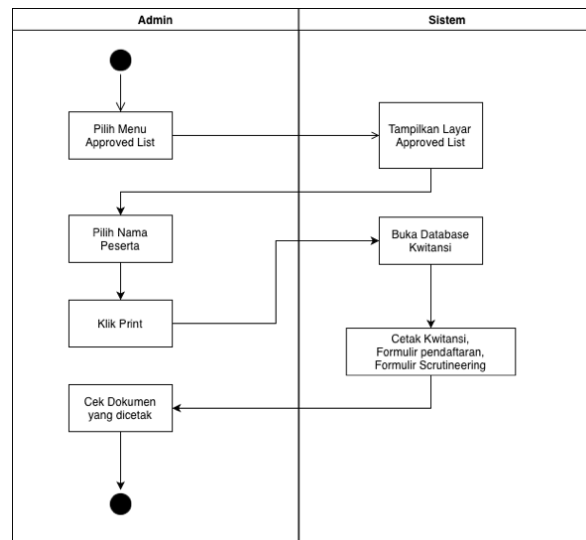 Admin
Sistem
Pilih Menu
Approved List
Tampilkan Layar
Approved List
Pilih Nama
Peserta
Buka Database
Kwitansi
Klik Print
Cetak Kwitansi,
Formulir pendaftaran,
Formulir Scrutineering
Cek Dokumen
yang dicetak